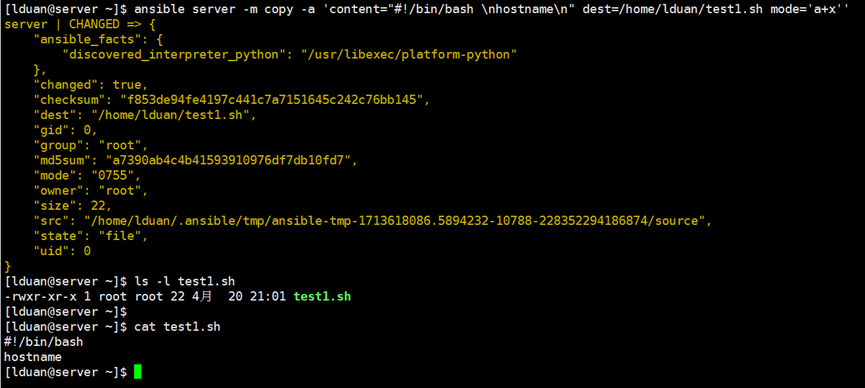 [lduan@server ~]$ ansible server -m copy -a 'content="#!/bin/bash \nhostname\n" dest=/home/lduan/test1.sh mode='a+x''
server | CHANGED => {
    "ansible_facts": {
        "discovered_interpreter_python": "/usr/libexec/platform-python"
    },
    "changed": true,
    "checksum": "f853de94fe4197c441c7a7151645c242c76bb145",
    "dest": "/home/lduan/test1.sh",
    "gid": 0,
    "group": "root",
    "md5sum": "a7390ab4c4b41593910976df7db10fd7",
    "mode": "0755",
    "owner": "root",
    "size": 22,
    "src": "/home/lduan/.ansible/tmp/ansible-tmp-1713618086.5894232-10788-228352294186874/source",
    "state": "file",
    "uid": 0
}
[lduan@server ~]$ ls -l test1.sh
-rwxr-xr-x 1 root root 22 4月  20 21:01 test1.sh
[lduan@server ~]$
[lduan@server ~]$ cat test1.sh
#!/bin/bash
hostname
[lduan@server ~]$